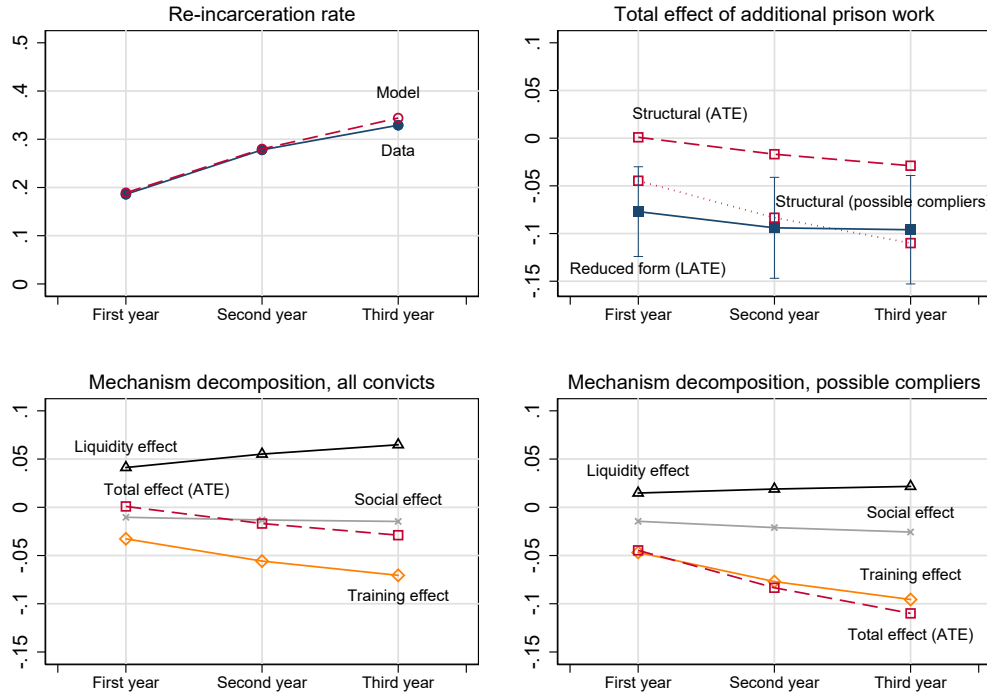 Re-incarceration rate
.5
.4
.3
.2
.1
0
Model
Data
First year
Second year
Third year
Total effect of additional prison work
.1
.05
0
-.05
-.1
-.15
Structural (ATE)
Structural (possible compliers)
Reduced form (LATE)
First year
Second year
Third year
Mechanism decomposition, all convicts
.1
.05
0
-.05
-.1
-.15
Liquidity effect
Total effect (ATE)
Social effect
Training effect
First year
Second year
Third year
Mechanism decomposition, possible compliers
.1
.05
0
-.05
-.1
-.15
Liquidity effect
Social effect
Training effect
Total effect (ATE)
First year
Second year
Third year